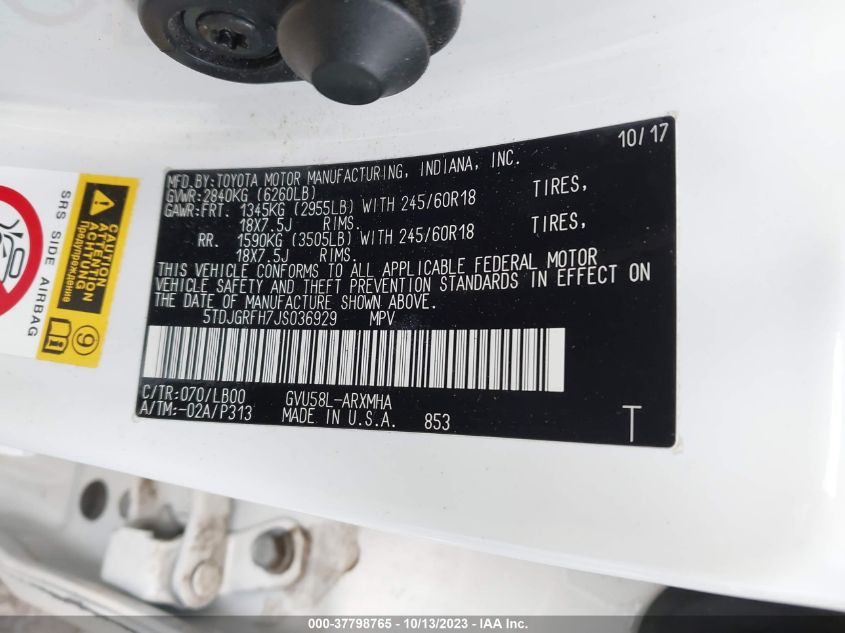 10/17
MFD.BY:TOYOTA MOTOR MANUFACTURING, INDIANA, INC.
GVWR:2840KG (6260LB)
GAWR:FRT. 1345KG (2955LB) WITH 245/60R18 TIRES,
18X7.5J RIMS.
RR. 1590KG (3505LB) WITH 245/60R18 TIRES,
18X7.5J RIMS.
THIS VEHICLE CONFORMS TO ALL APPLICABLE FEDERAL MOTOR
VEHICLE SAFETY AND THEFT PREVENTION STANDARDS IN EFFECT ON
THE DATE OF MANUFACTURE SHOWN ABOVE.
5TDJGRFH7JS036929 MPV
C/TR:070/LB00 GVU58L-ARXMHA
A/TM:-02A/P313 MADE IN U.S.A. 853
T
SRS SIDE AIRBAG
CAUTION
ATTENTION
ACHTUNG
Предупреждение
9
000-37798765 - 10/13/2023 - IAA Inc.